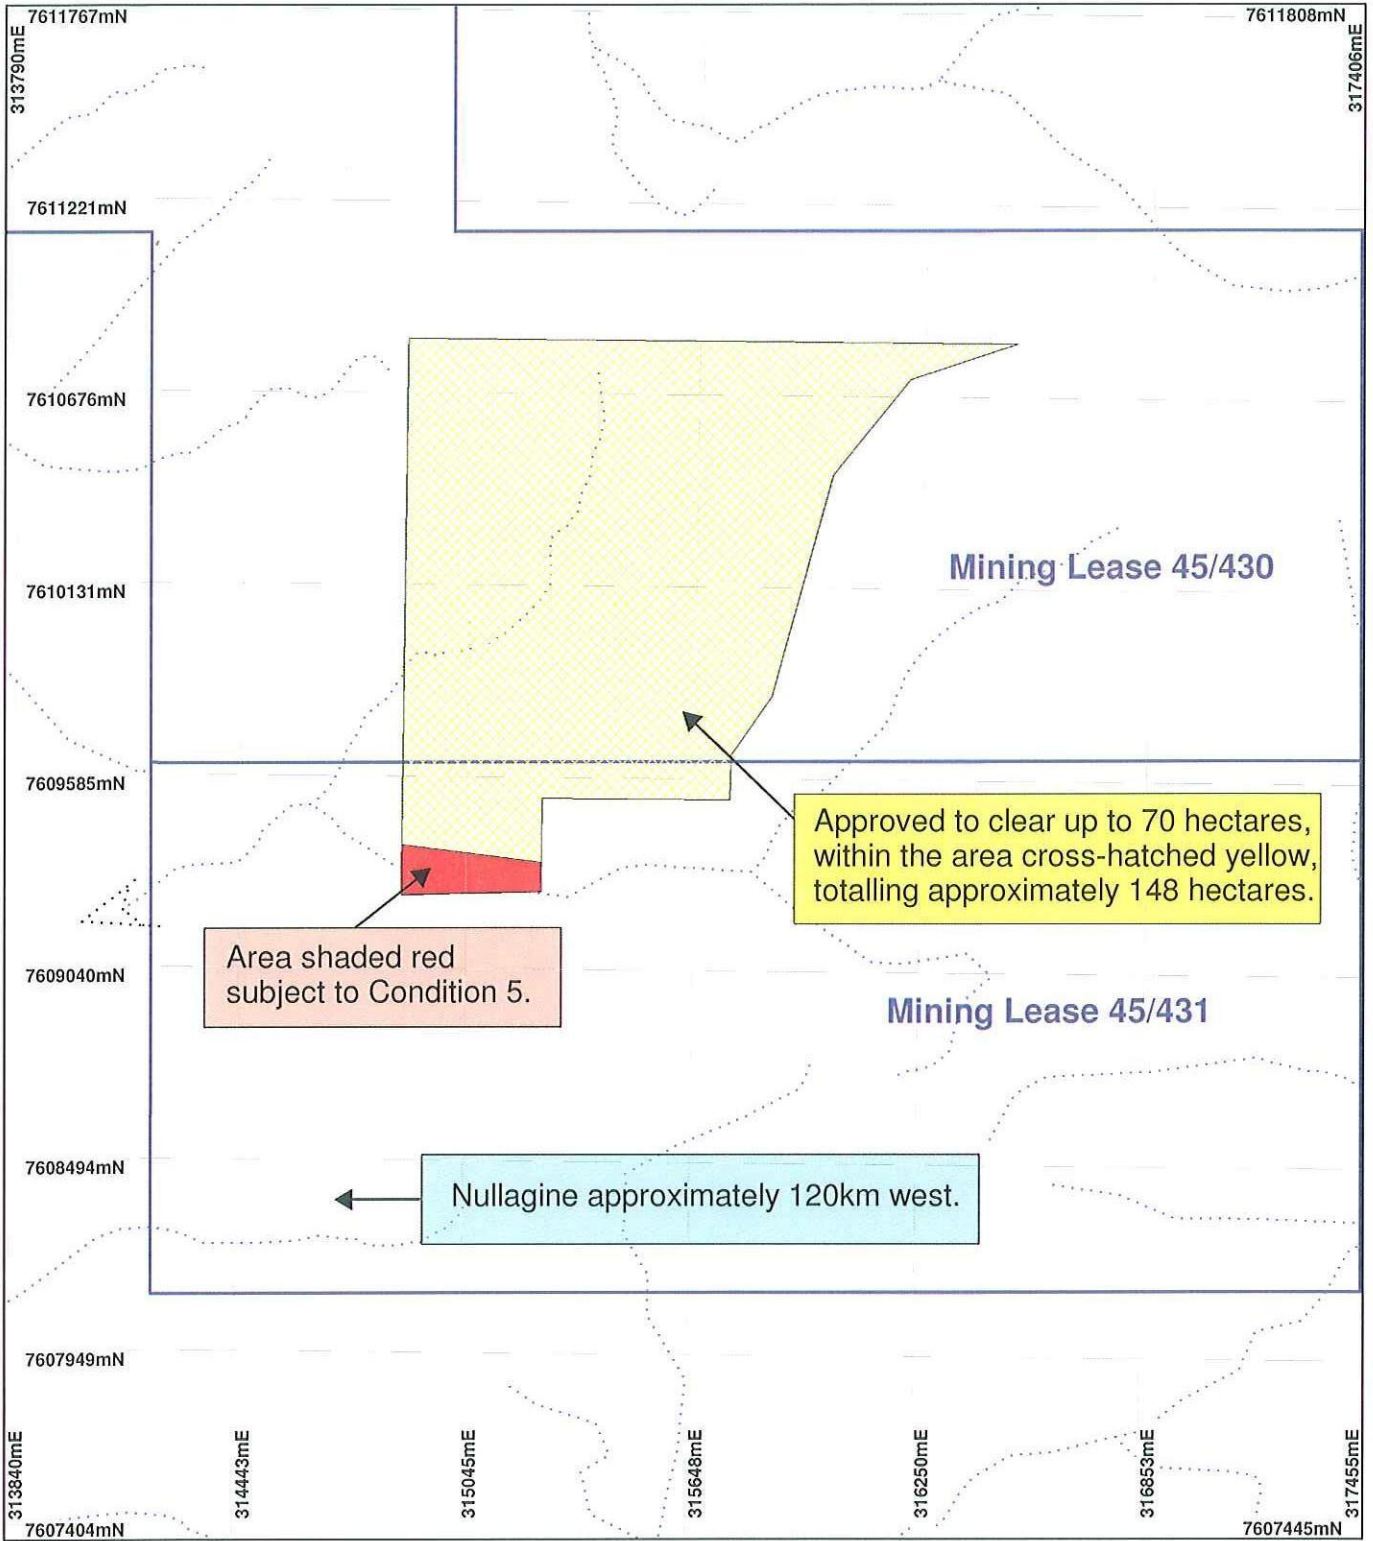 7611767mN
7611808mN
313790mE
317406mE
7611221mN
7610676mN
Mining Lease 45/430
7610131mN
7609585mN
Approved to clear up to 70 hectares,
within the area cross-hatched yellow,
totalling approximately 148 hectares.
Area shaded red
subject to Condition 5.
7609040mN
Mining Lease 45/431
7608494mN
Nullagine approximately 120km west.
7607949mN
313840mE
314443mE
315045mE
315648mE
316250mE
316853mE
317455mE
7607404mN
7607445mN